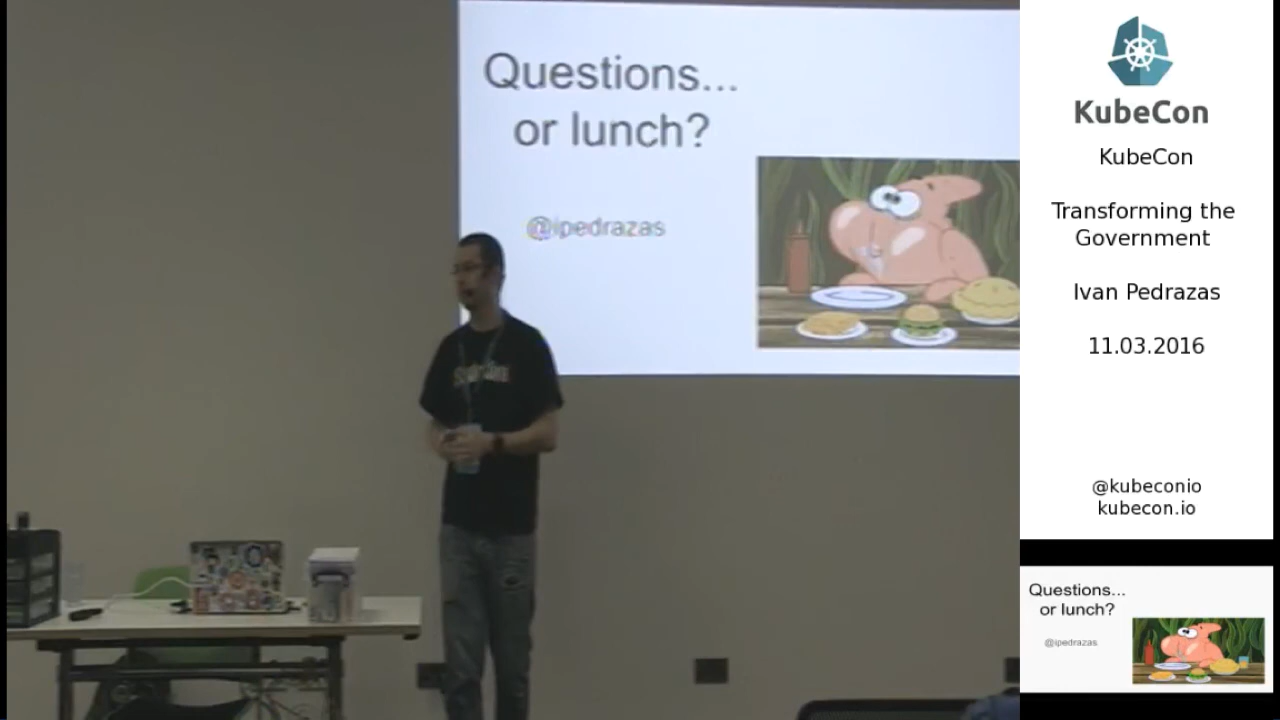 Questions...
or lunch?
@ipedrazas
KubeCon
KubeCon
Transforming the
Government
Ivan Pedrazas
11.03.2016
@kubeconio
kubecon.io
Questions...
or lunch?
@ipedrazas